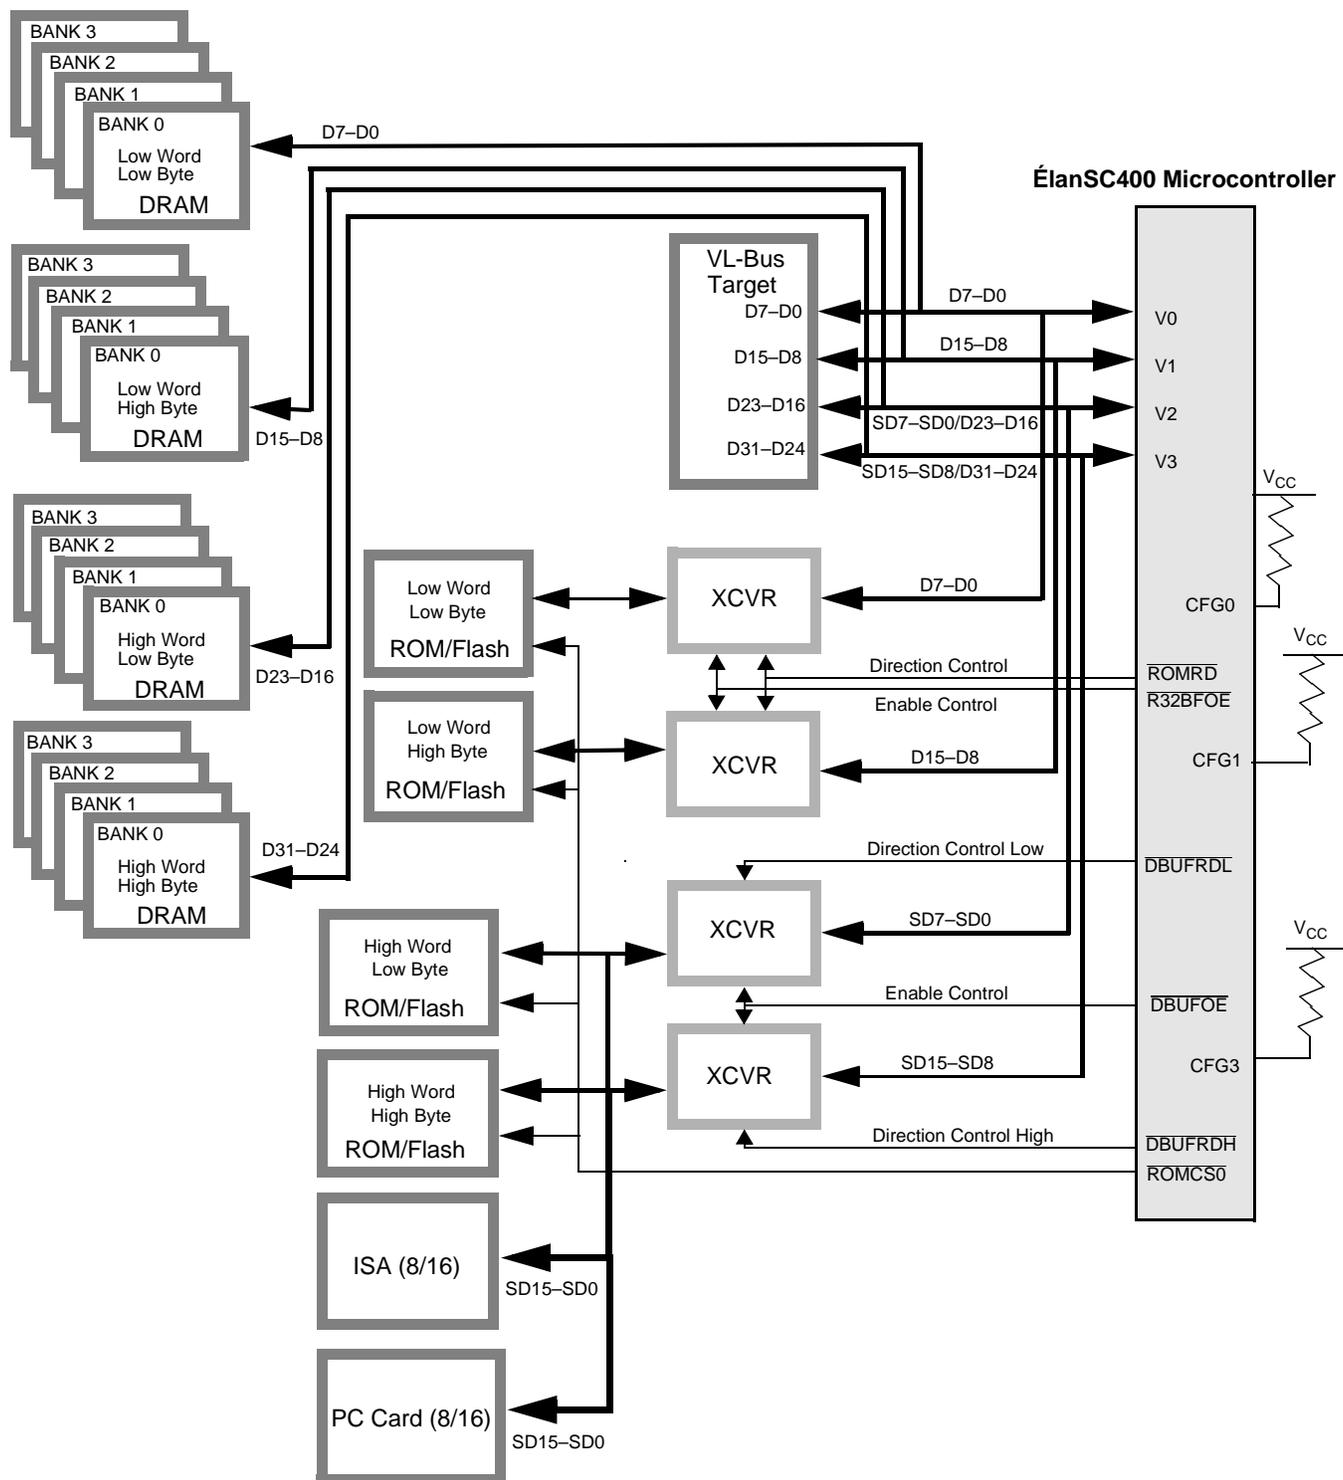 BANK 3
BANK 2
BANK 1
BANK 0
Low Word
Low Byte
DRAM
D7–D0
BANK 3
BANK 2
BANK 1
BANK 0
Low Word
High Byte
DRAM
D15–D8
BANK 3
BANK 2
BANK 1
BANK 0
High Word
Low Byte
DRAM
D23–D16
BANK 3
BANK 2
BANK 1
BANK 0
High Word
High Byte
DRAM
D31–D24
VL-Bus
Target
D7–D0
D15–D8
D23–D16
D31–D24
D7–D0
D15–D8
SD7–SD0/D23–D16
SD15–SD8/D31–D24
ÉlanSC400 Microcontroller
V0
V1
V2
V3
VCC
CFG0
VCC
ROMRD
R32BFOE
CFG1
DBUFRDL
VCC
DBUFOE
CFG3
DBUFRDH
ROMCS0
Low Word
Low Byte
ROM/Flash
XCVR
D7–D0
Direction Control
Enable Control
Low Word
High Byte
ROM/Flash
XCVR
D15–D8
Direction Control Low
High Word
Low Byte
ROM/Flash
XCVR
SD7–SD0
Enable Control
High Word
High Byte
ROM/Flash
XCVR
SD15–SD8
Direction Control High
ISA (8/16)
SD15–SD0
PC Card (8/16)
SD15–SD0